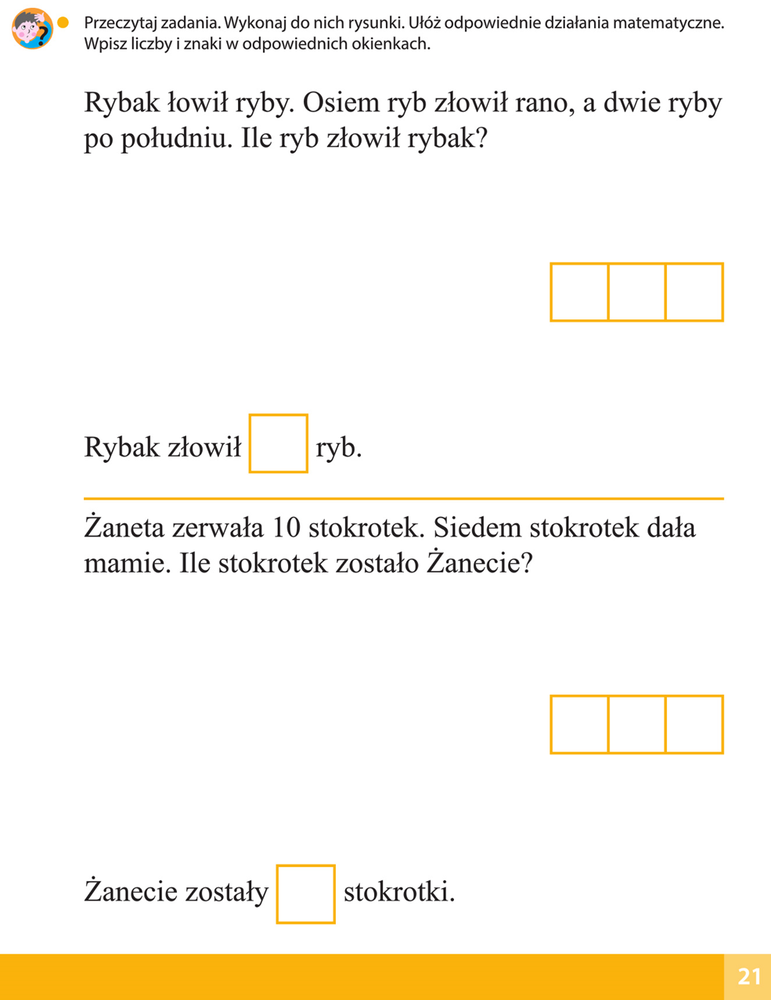 Przeczytaj zadania. Wykonaj do nich rysunki. Ułóż odpowiednie działania matematyczne.
Wpisz liczby i znaki w odpowiednich okienkach.
Rybak łowił ryby. Osiem ryb złowił rano, a dwie ryby
po południu. Ile ryb złowił rybak?
Rybak złowił ryb.
Żaneta zerwała 10 stokrotek. Siedem stokrotek dała
mamie. Ile stokrotek zostało Żanecie?
Żanecie zostały stokrotki.
21